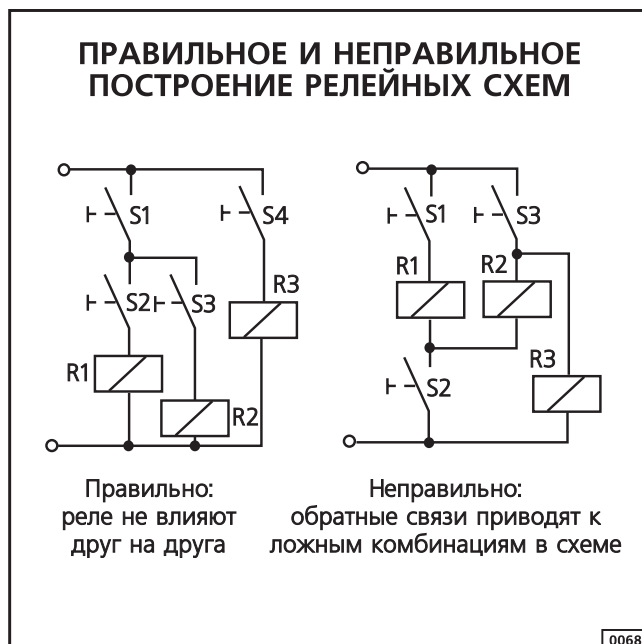 ПРАВИЛЬНОЕ И НЕПРАВИЛЬНОЕ
ПОСТРОЕНИЕ РЕЛЕЙНЫХ СХЕМ
S1
S4
S2
S3
R3
R1
R2
S1
S3
R1
R2
R3
S2
Правильно:
реле не влияют
друг на друга
Неправильно:
обратные связи приводят к
ложным комбинациям в схеме
0068